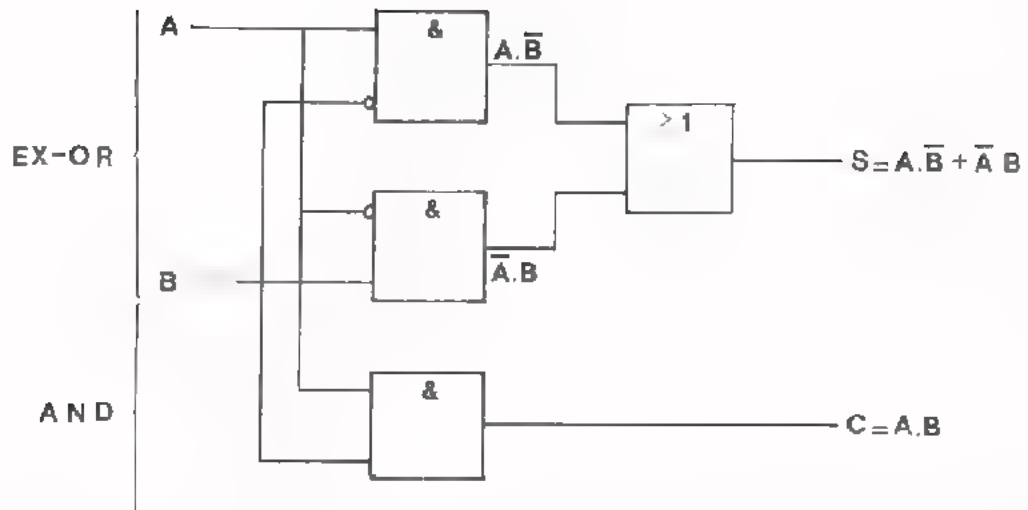 A
&
A.B̅
> 1
EX-OR
S = A.B̅ + A̅ B
&
B
A̅.B
&
AND
C = A.B